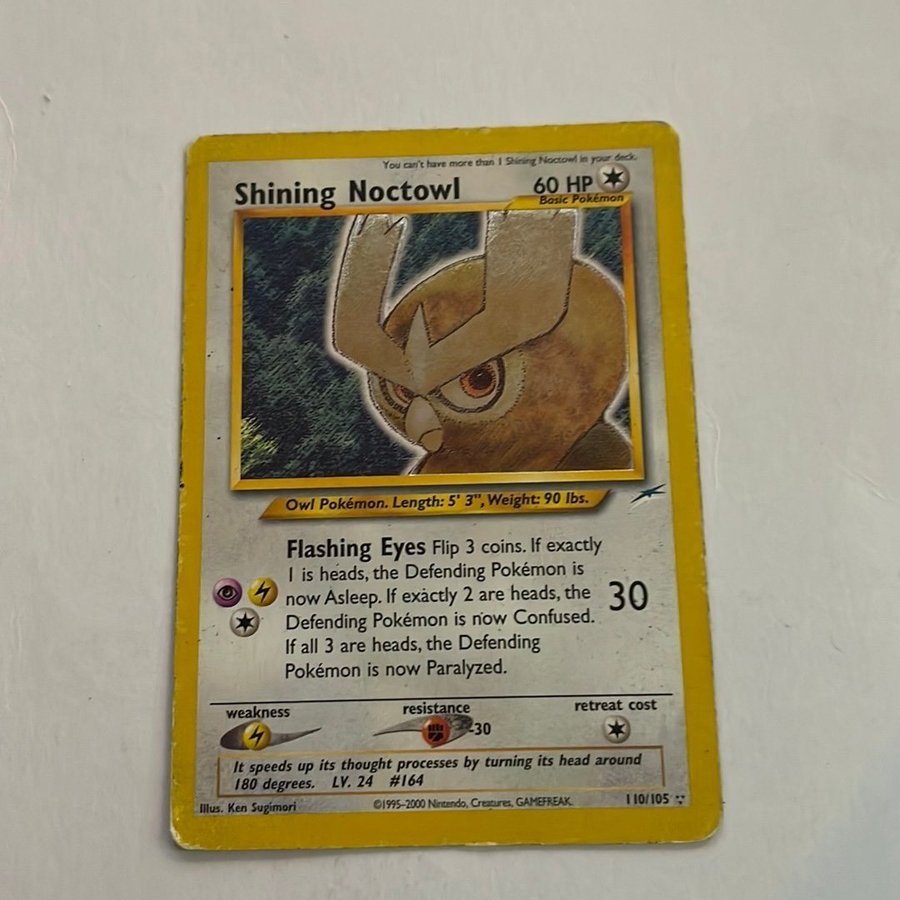 You can't have more than 1 Shining Noctowl in your deck.
Shining Noctowl 60 HP
Basic Pokémon
Owl Pokémon. Length: 5' 3", Weight: 90 lbs.
Flashing Eyes Flip 3 coins. If exactly
1 is heads, the Defending Pokémon is
now Asleep. If exactly 2 are heads, the
Defending Pokémon is now Confused.
If all 3 are heads, the Defending
Pokémon is now Paralyzed.
30
weakness resistance retreat cost
-30
It speeds up its thought processes by turning its head around
180 degrees. LV. 24 #164
Illus. Ken Sugimori ©1995-2000 Nintendo, Creatures, GAMEFREAK. 110/105